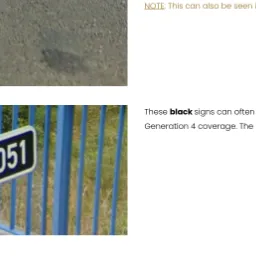 NOTE: This can also be seen i
These black signs can often
Generation 4 coverage. The
051